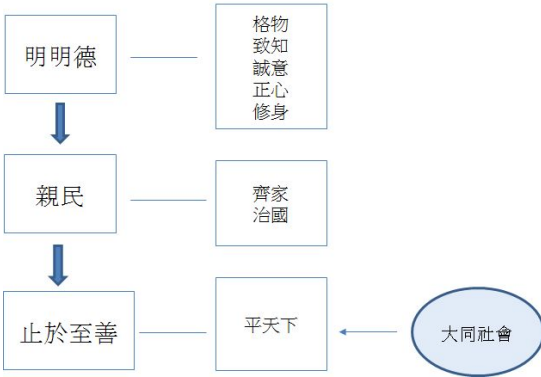 明明德
格物
致知
誠意
正心
修身
親民
齊家
治國
止於至善
平天下
大同社會